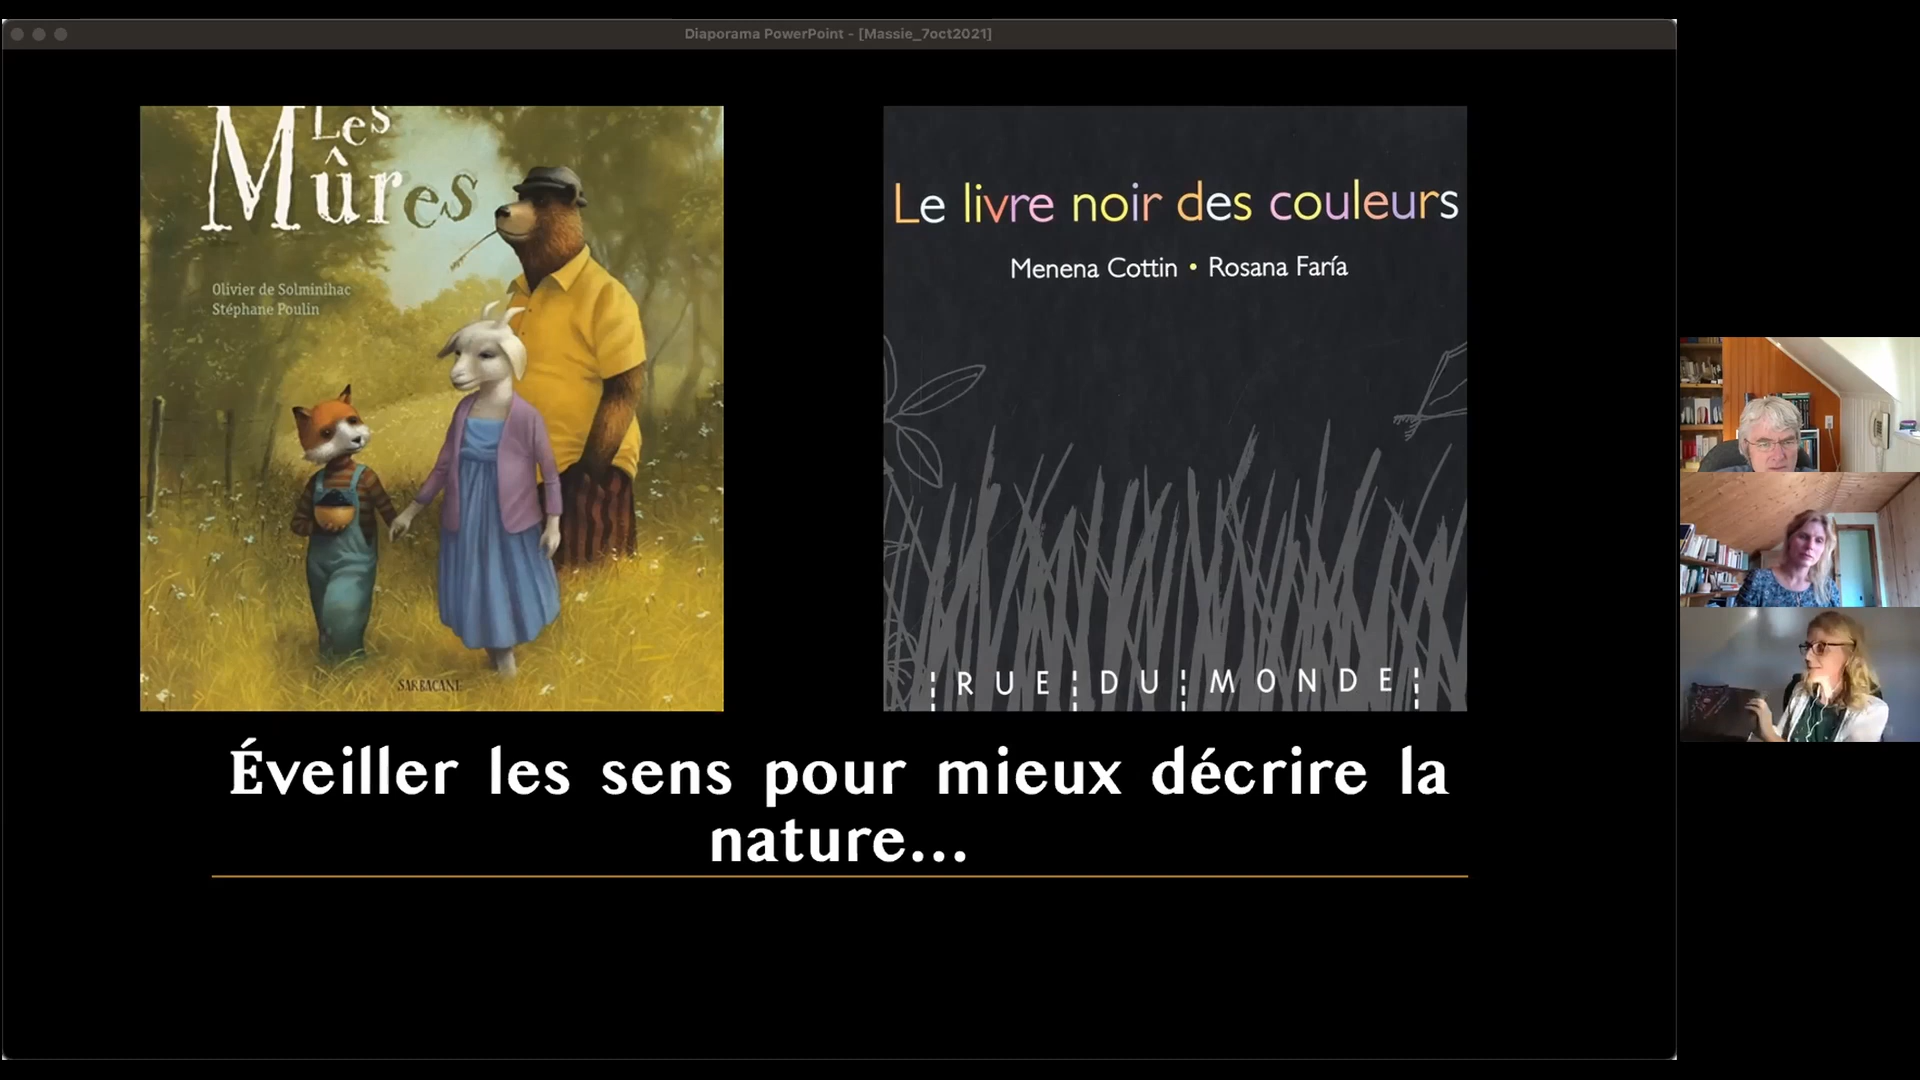 Diaporama PowerPoint - [Massie_7oct2021]
Les
Mûres
Olivier de Solminihac
Stéphane Poulin
SARBACANE
Le livre noir des couleurs
Menena Cottin • Rosana Faría
RUE DU MONDE
Éveiller les sens pour mieux décrire la
nature...